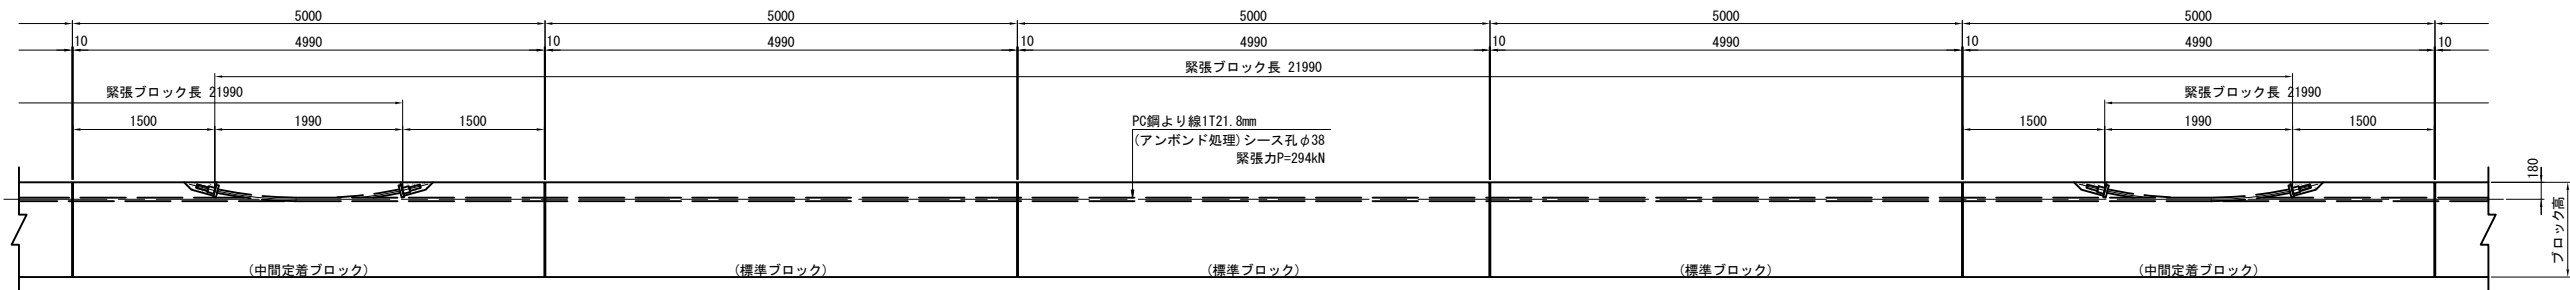 5000 5000 5000 5000 5000
10 4990 10 4990 10 4990 10 4990 10 4990 10
緊張ブロック長 21990
緊張ブロック長 21990 緊張ブロック長 21990
1500 1990 1500 1500 1990 1500
PC鋼より線1T21.8mm
(アンボンド処理)シース孔φ38
緊張力P=294kN
180
ブロック高
(中間定着ブロック) (標準ブロック) (標準ブロック) (標準ブロック) (中間定着ブロック)